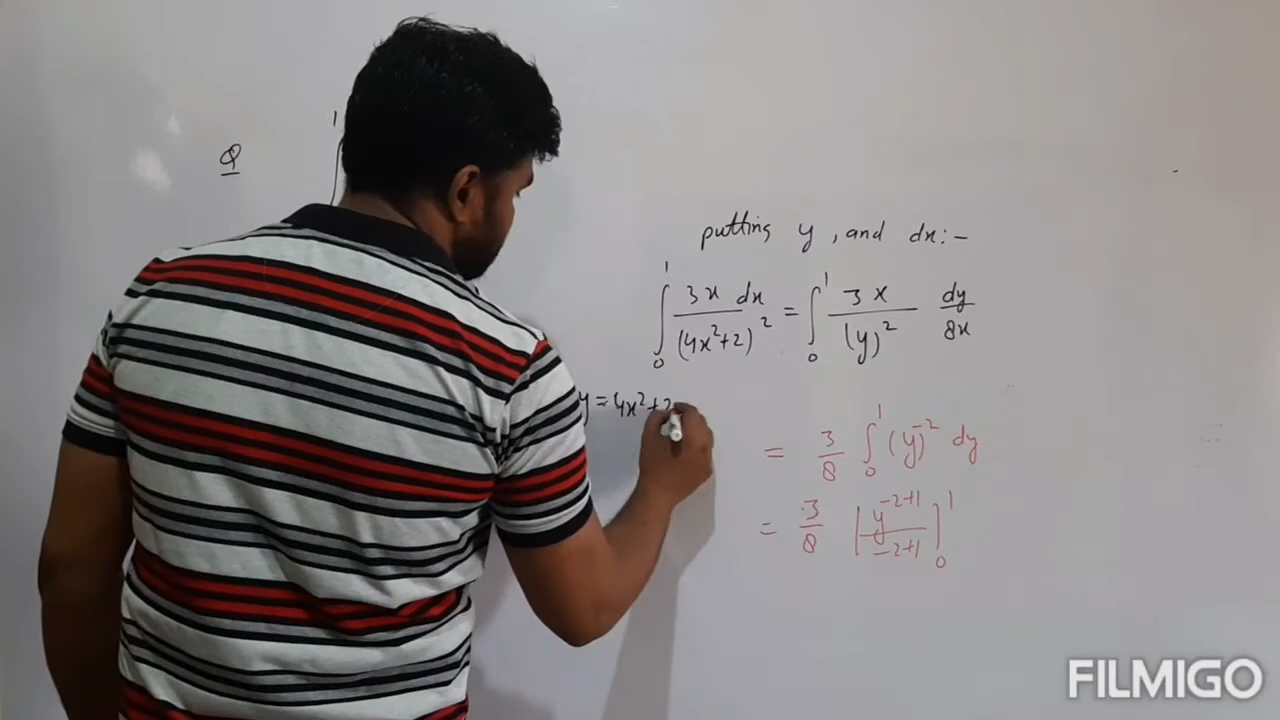 Q
1
∫
putting y, and dx:-
∫₀¹ 3x dx / (4x²+2)² = ∫₀¹ 3x / (y)² dy/8x
y = 4x²+2
= 3/8 ∫₀¹ (y)⁻² dy
= 3/8 [y⁻²⁺¹ / -2+1]₀¹
FILMIGO